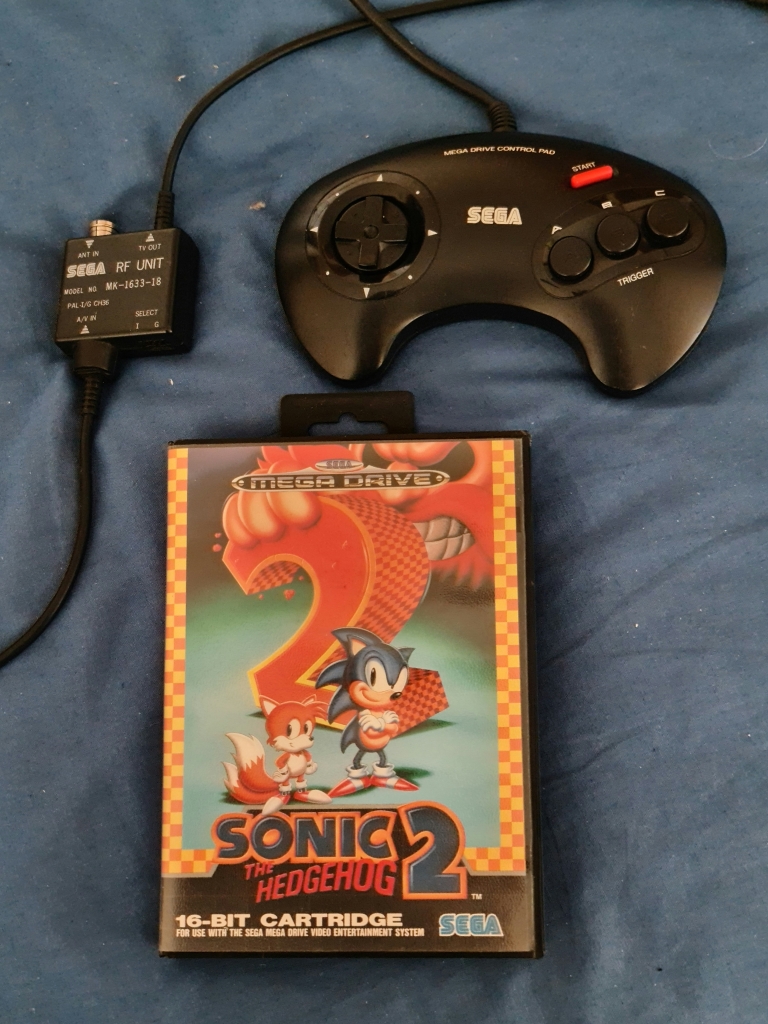 MEGA DRIVE CONTROL PAD
START
SEGA
A
B
C
TRIGGER
ANT IN
TV OUT
SEGA RF UNIT
MODEL NO. MK-1633-18
PAL-I/G CH36
A/V IN
SELECT
I G
SEGA
MEGA DRIVE
2
SONIC
THE
HEDGEHOG 2 ™
16-BIT CARTRIDGE
FOR USE WITH THE SEGA MEGA DRIVE VIDEO ENTERTAINMENT SYSTEM
SEGA